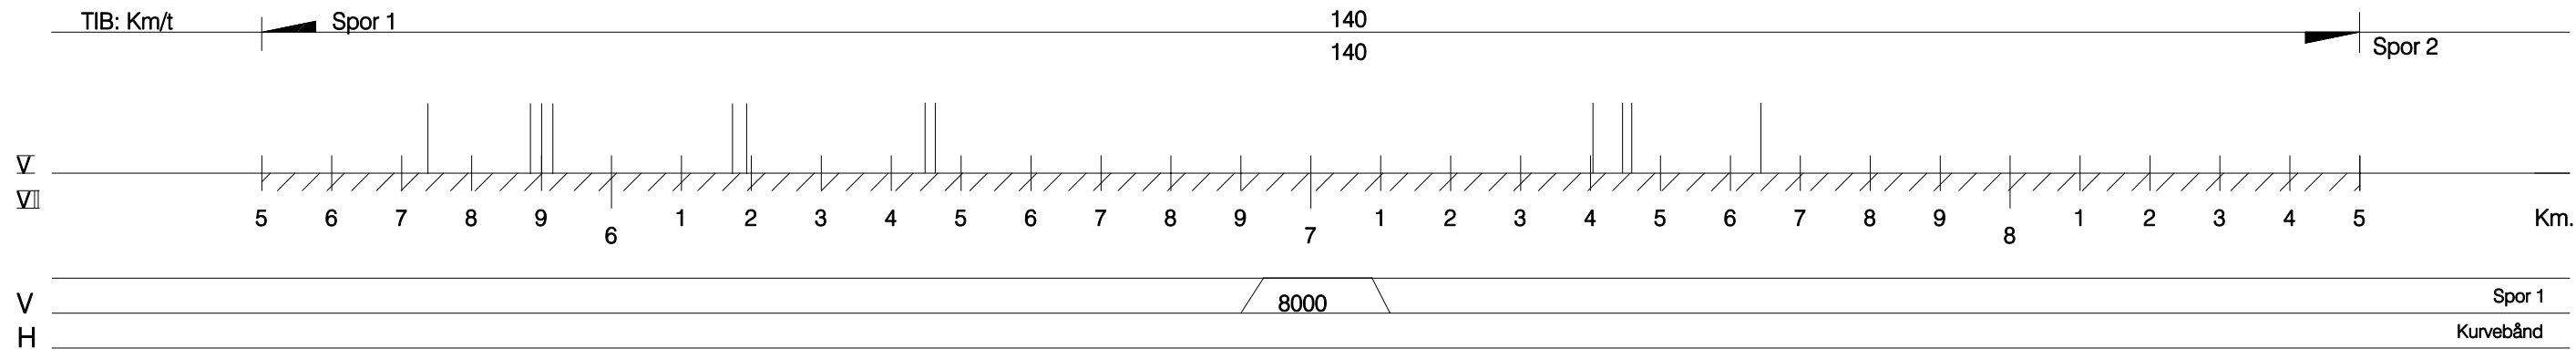 140
TIB: Km/t Spor 1
140
Spor 2
V
VII
5 6 7 8 9 1 2 3 4 5 6 7 8 9 1 2 3 4 5 6 7 8 9 1 2 3 4 5 Km.
6 7 8
V 8000 Spor 1
H Kurvebånd